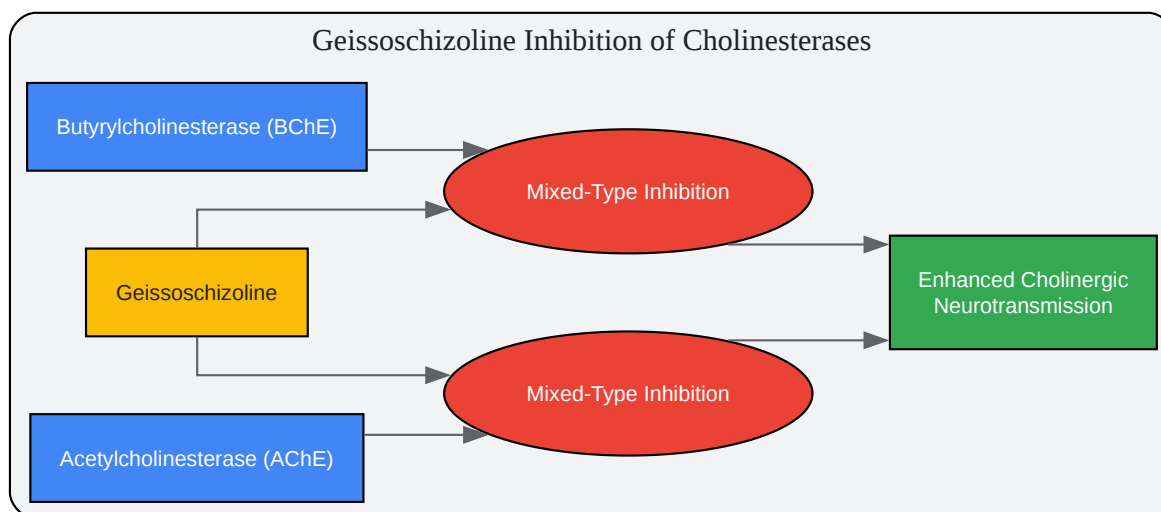 Geissoschizoline Inhibition of Cholinesterases
Butyrylcholinesterase (BChE)
Mixed-Type Inhibition
Geissoschizoline
Enhanced Cholinergic
Neurotransmission
Mixed-Type Inhibition
Acetylcholinesterase (AChE)